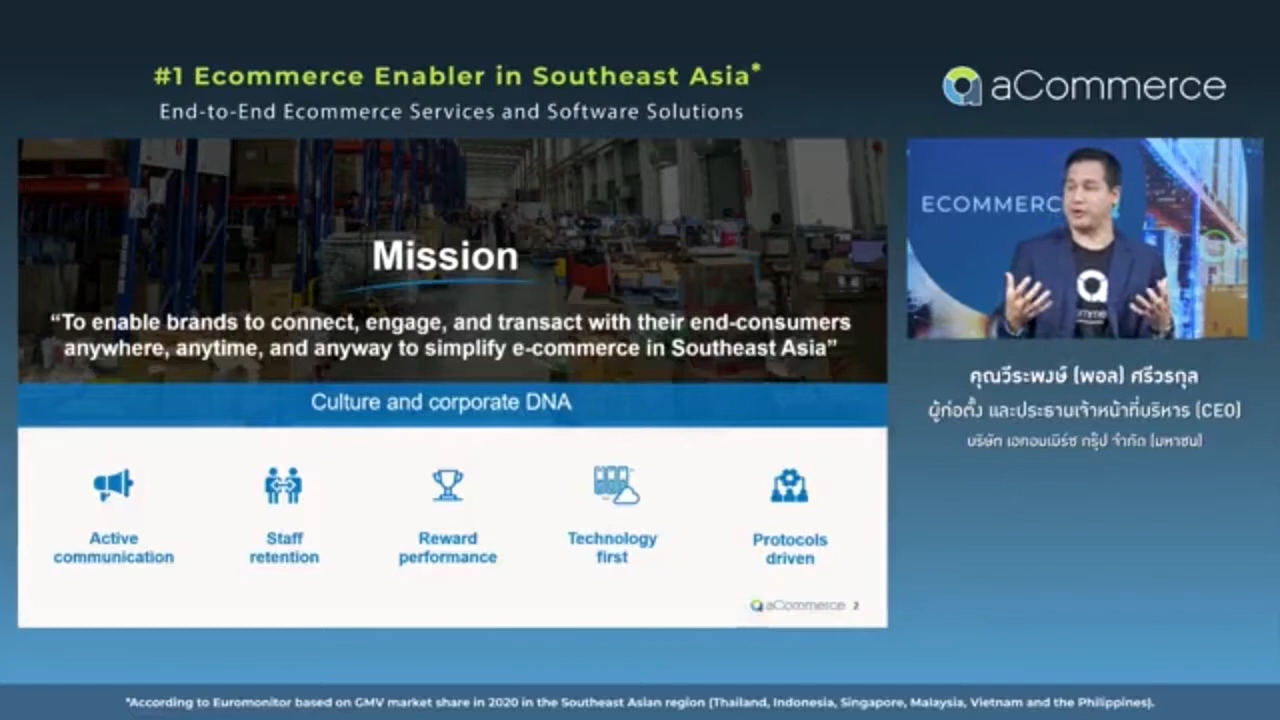 #1 Ecommerce Enabler in Southeast Asia*
End-to-End Ecommerce Services and Software Solutions
aCommerce
Mission
“To enable brands to connect, engage, and transact with their end-consumers
anywhere, anytime, and anyway to simplify e-commerce in Southeast Asia”
Culture and corporate DNA
Active
communication
Staff
retention
Reward
performance
Technology
first
Protocols
driven
aCommerce 2
ECOMMERC
คุณวีระพงษ์ (พอล) ศรีวรกุล
ผู้ก่อตั้ง และประธานเจ้าหน้าที่บริหาร (CEO)
บริษัท เอคอมเมิร์ซ กรุ๊ป จำกัด (มหาชน)
*According to Euromonitor based on GMV market share in 2020 in the Southeast Asian region (Thailand, Indonesia, Singapore, Malaysia, Vietnam and the Philippines).